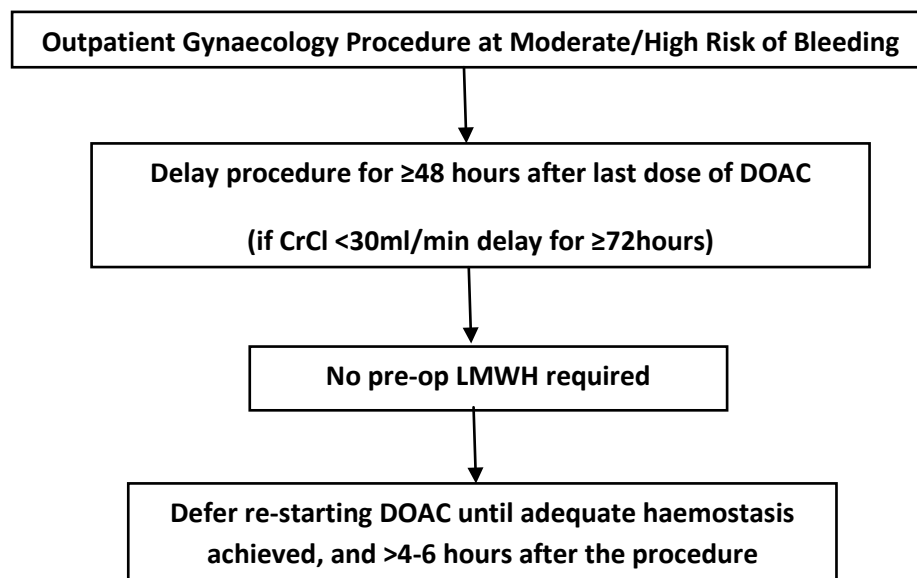 Outpatient Gynaecology Procedure at Moderate/High Risk of Bleeding
Delay procedure for ≥48 hours after last dose of DOAC
(if CrCl <30ml/min delay for ≥72hours)
No pre-op LMWH required
Defer re-starting DOAC until adequate haemostasis
achieved, and >4-6 hours after the procedure